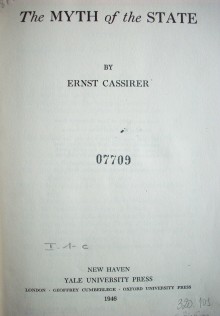 The MYTH of the STATE
BY
ERNST CASSIRER
07709
I-1-c
NEW HAVEN
YALE UNIVERSITY PRESS
LONDON · GEOFFREY CUMBERLEGE · OXFORD UNIVERSITY PRESS
1946